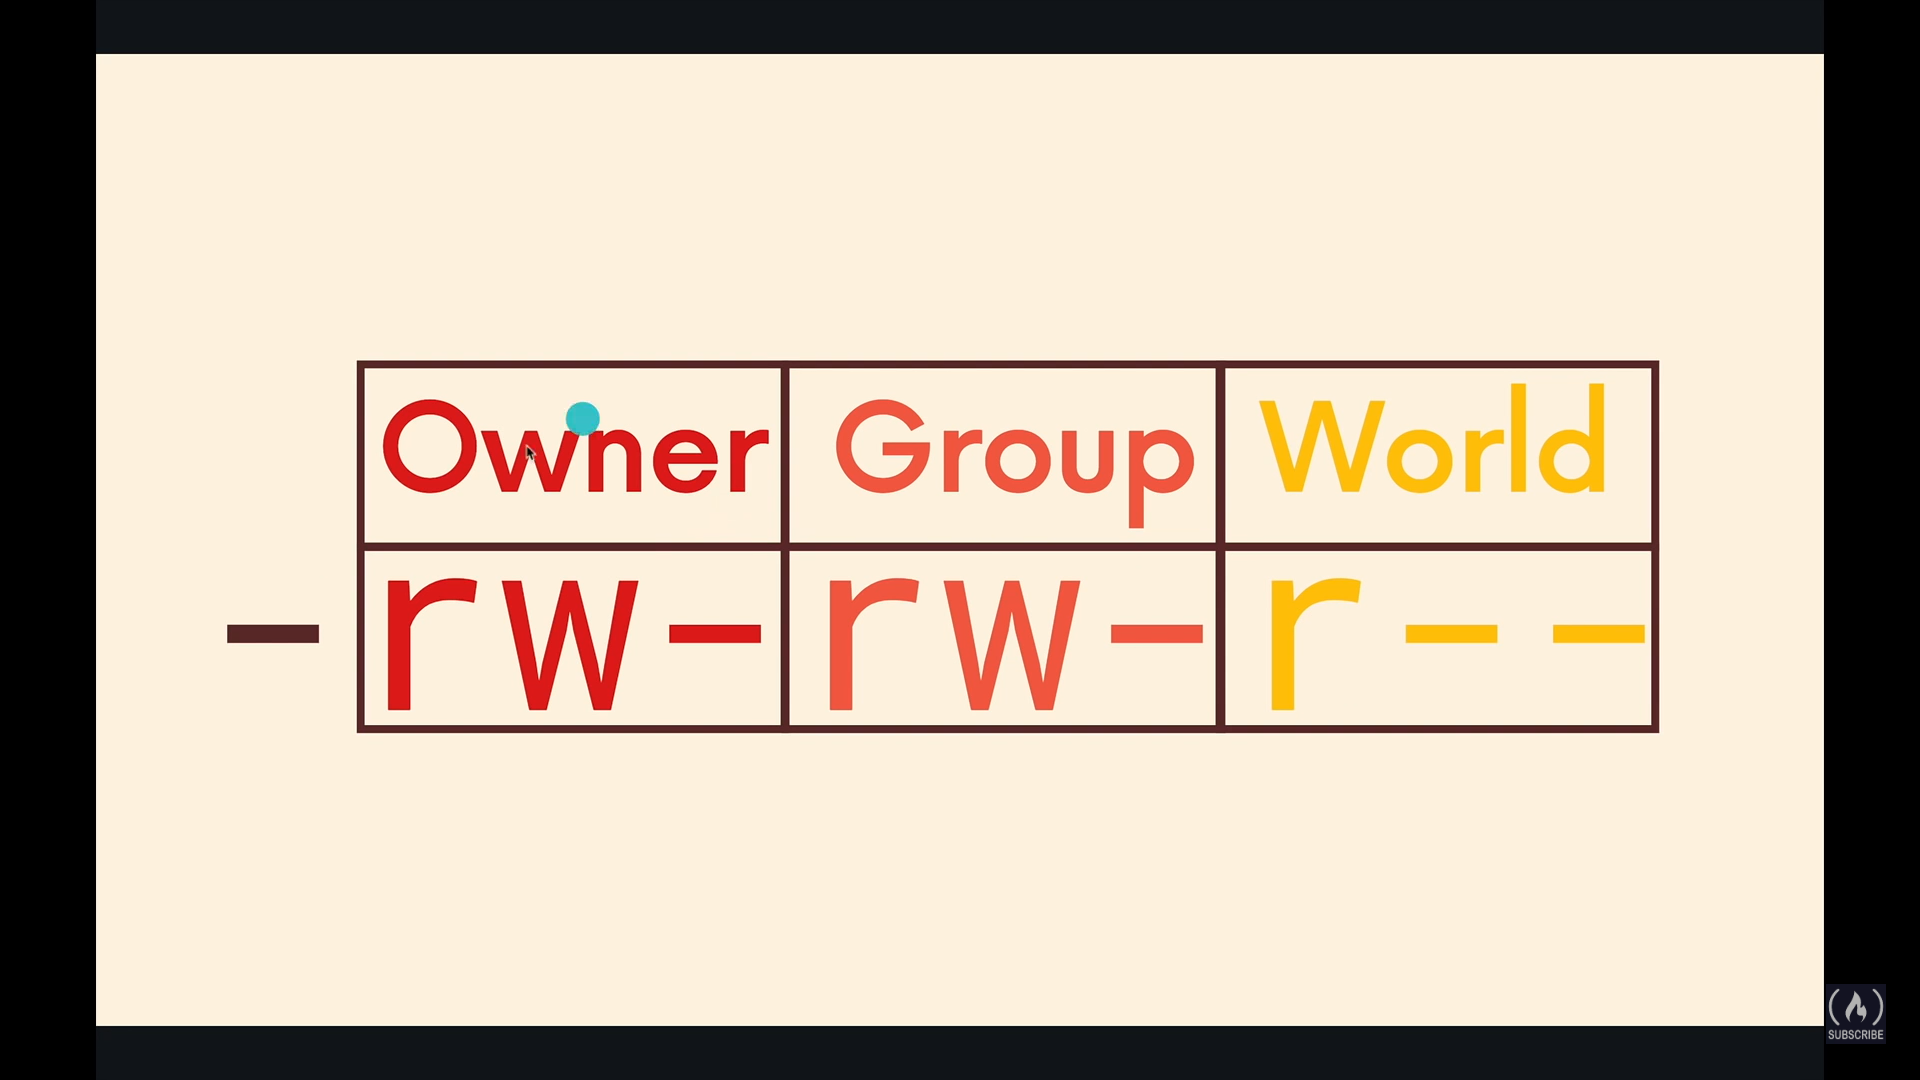 Owner Group World
- rw- rw- r--
SUBSCRIBE